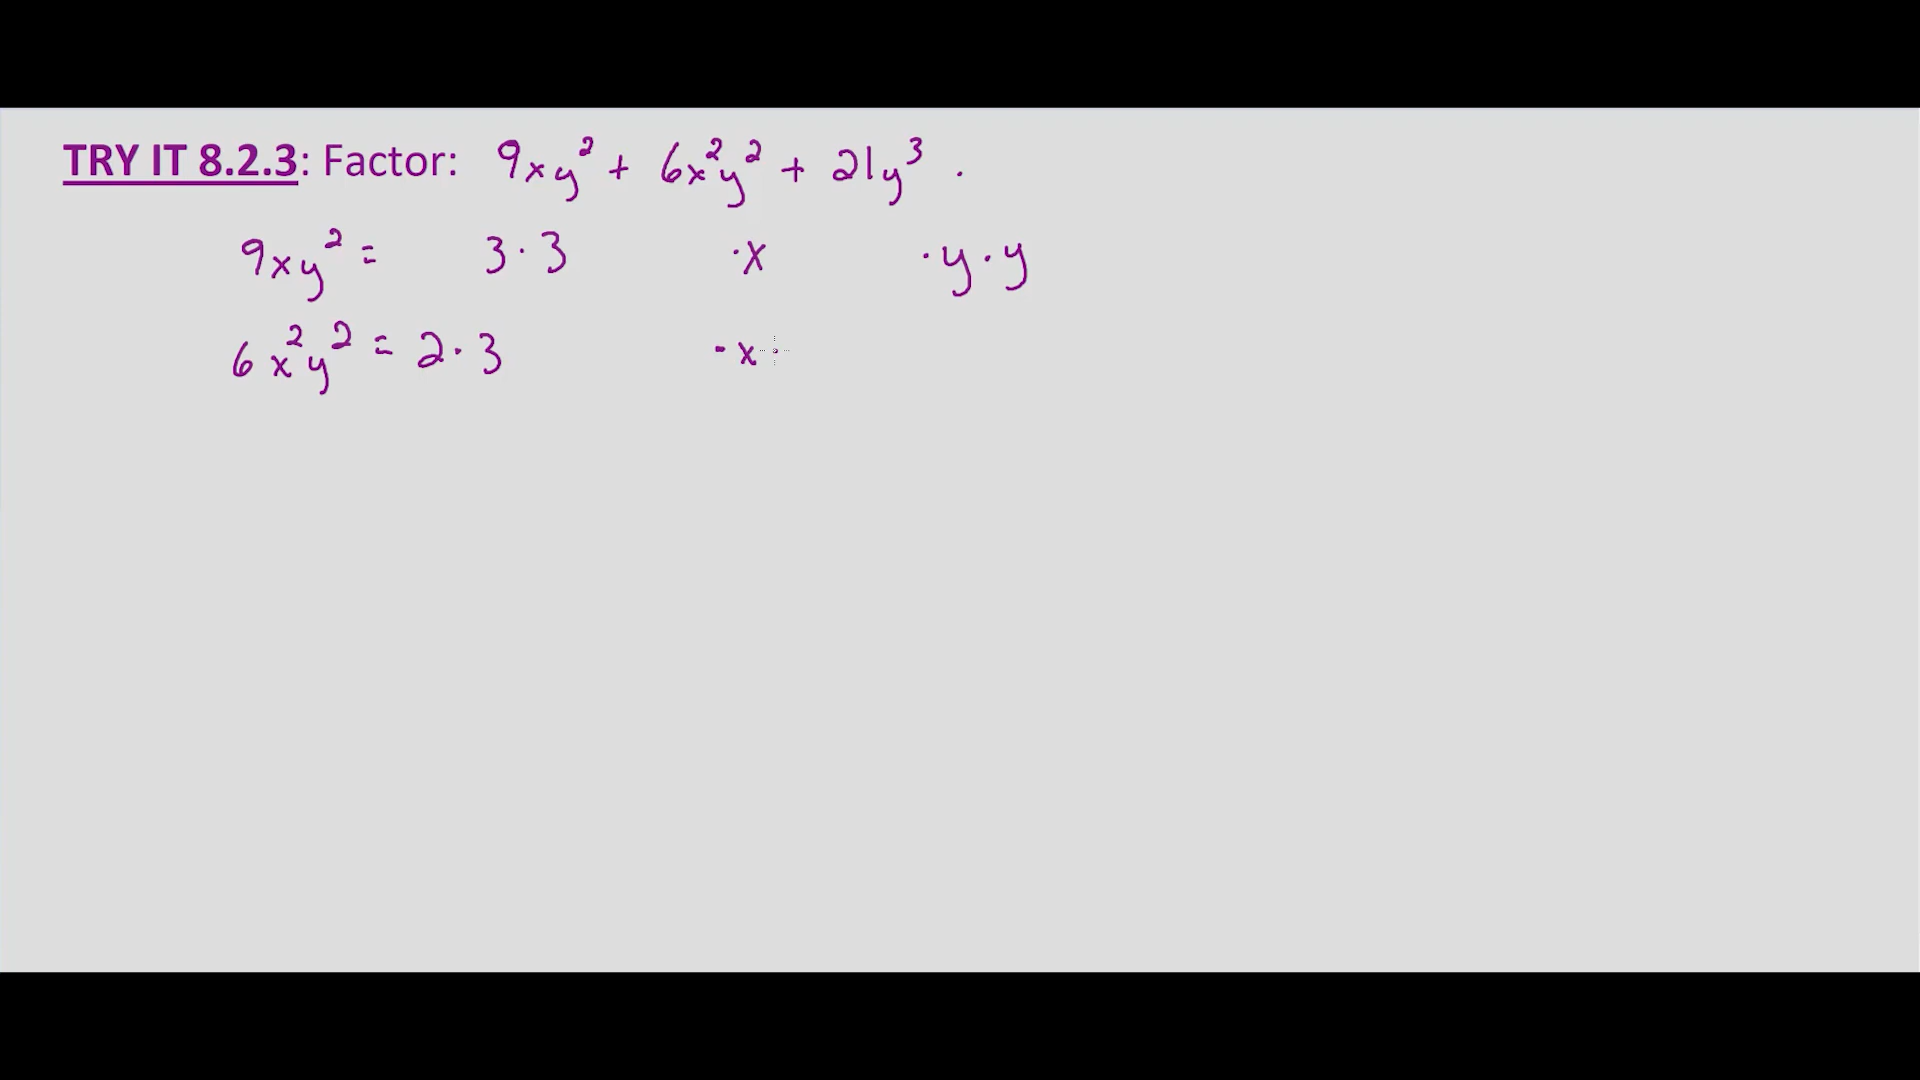 TRY IT 8.2.3: Factor: 9xy² + 6x²y² + 21y³ .
9xy² = 3 · 3 · x · y · y
6x²y² = 2 · 3 · x ·